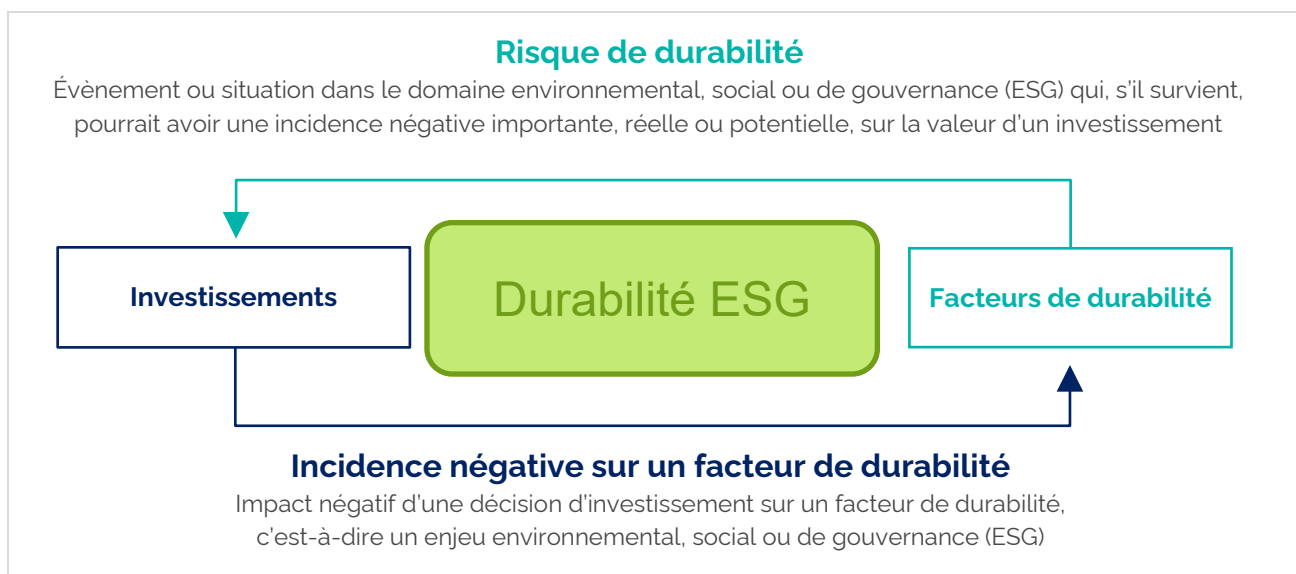 Risque de durabilité
Évènement ou situation dans le domaine environnemental, social ou de gouvernance (ESG) qui, s’il survient,
pourrait avoir une incidence négative importante, réelle ou potentielle, sur la valeur d’un investissement
Investissements
Durabilité ESG
Facteurs de durabilité
Incidence négative sur un facteur de durabilité
Impact négatif d’une décision d’investissement sur un facteur de durabilité,
c’est-à-dire un enjeu environnemental, social ou de gouvernance (ESG)